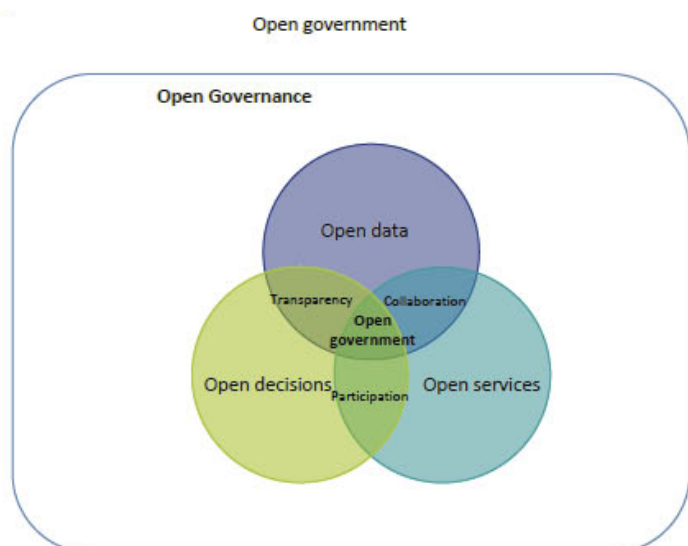 Open government
Open Governance
Open data
Transparency
Collaboration
Open
government
Open decisions
Open services
Participation